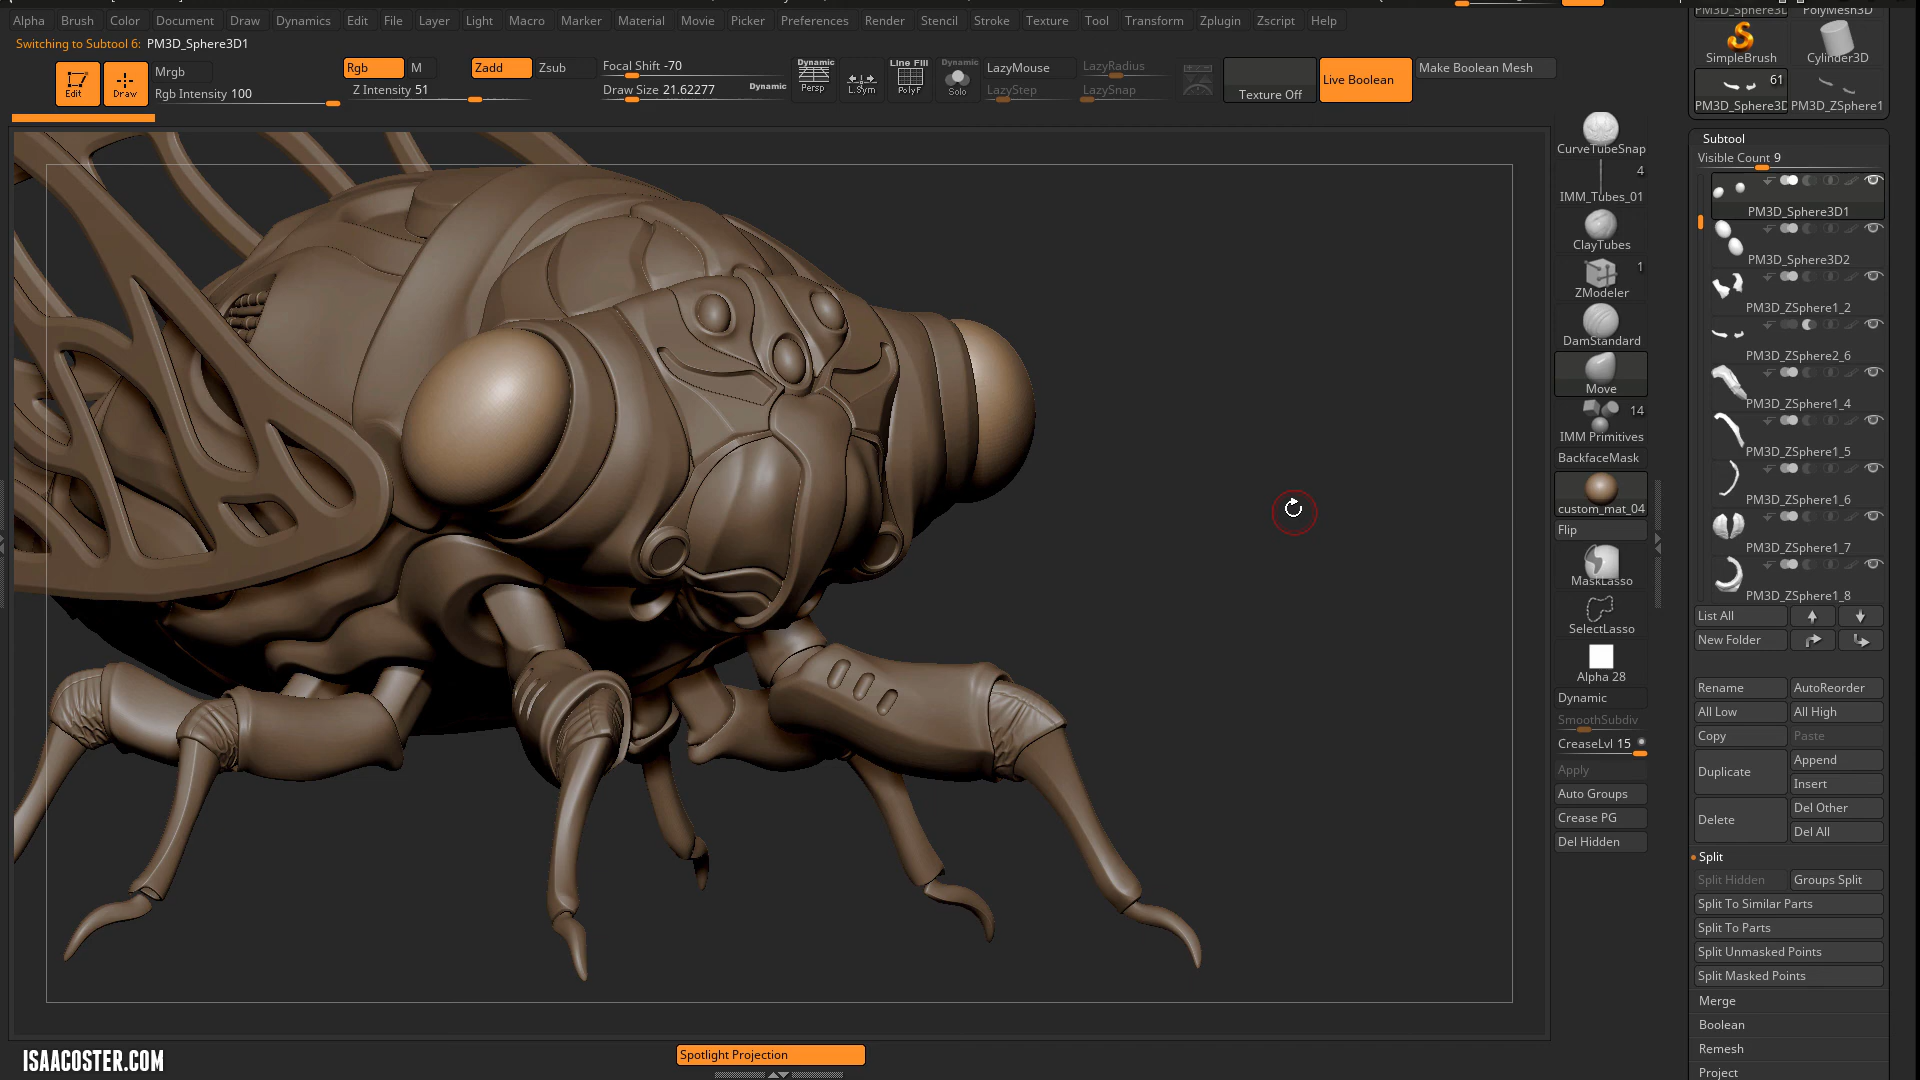 Alpha Brush Color Document Draw Dynamics Edit File Layer Light Macro Marker Material Movie Picker Preferences Render Stencil Stroke Texture Tool Transform Zplugin Zscript Help
Switching to Subtool 6: PM3D_Sphere3D1
Edit
Draw
Mrgb
Rgb Intensity 100
Rgb
M
Zadd
Zsub
Z Intensity 51
Focal Shift -70
Draw Size 21.62277
Dynamic
Dynamic
Persp
L.Sym
Line Fill
PolyF
Dynamic
Solo
LazyMouse
LazyStep
LazyRadius
LazySnap
Texture Off
Live Boolean
Make Boolean Mesh
CurveTubeSnap
4
IMM_Tubes_01
ClayTubes
1
ZModeler
DamStandard
Move
14
IMM Primitives
BackfaceMask
custom_mat_04
Flip
MaskLasso
SelectLasso
Alpha 28
Dynamic
SmoothSubdiv
CreaseLvl 15
Apply
Auto Groups
Crease PG
Del Hidden
PM3D_Sphere3D PolyMesh3D
SimpleBrush Cylinder3D
61
PM3D_Sphere3D PM3D_ZSphere1
Subtool
Visible Count 9
PM3D_Sphere3D1
PM3D_Sphere3D2
PM3D_ZSphere1_2
PM3D_ZSphere2_6
PM3D_ZSphere1_4
PM3D_ZSphere1_5
PM3D_ZSphere1_6
PM3D_ZSphere1_7
PM3D_ZSphere1_8
List All
New Folder
Rename AutoReorder
All Low All High
Copy Paste
Duplicate Append
Insert
Delete Del Other
Del All
Split
Split Hidden Groups Split
Split To Similar Parts
Split To Parts
Split Unmasked Points
Split Masked Points
Merge
Boolean
Remesh
Project
ISAACOSTER.COM
Spotlight Projection